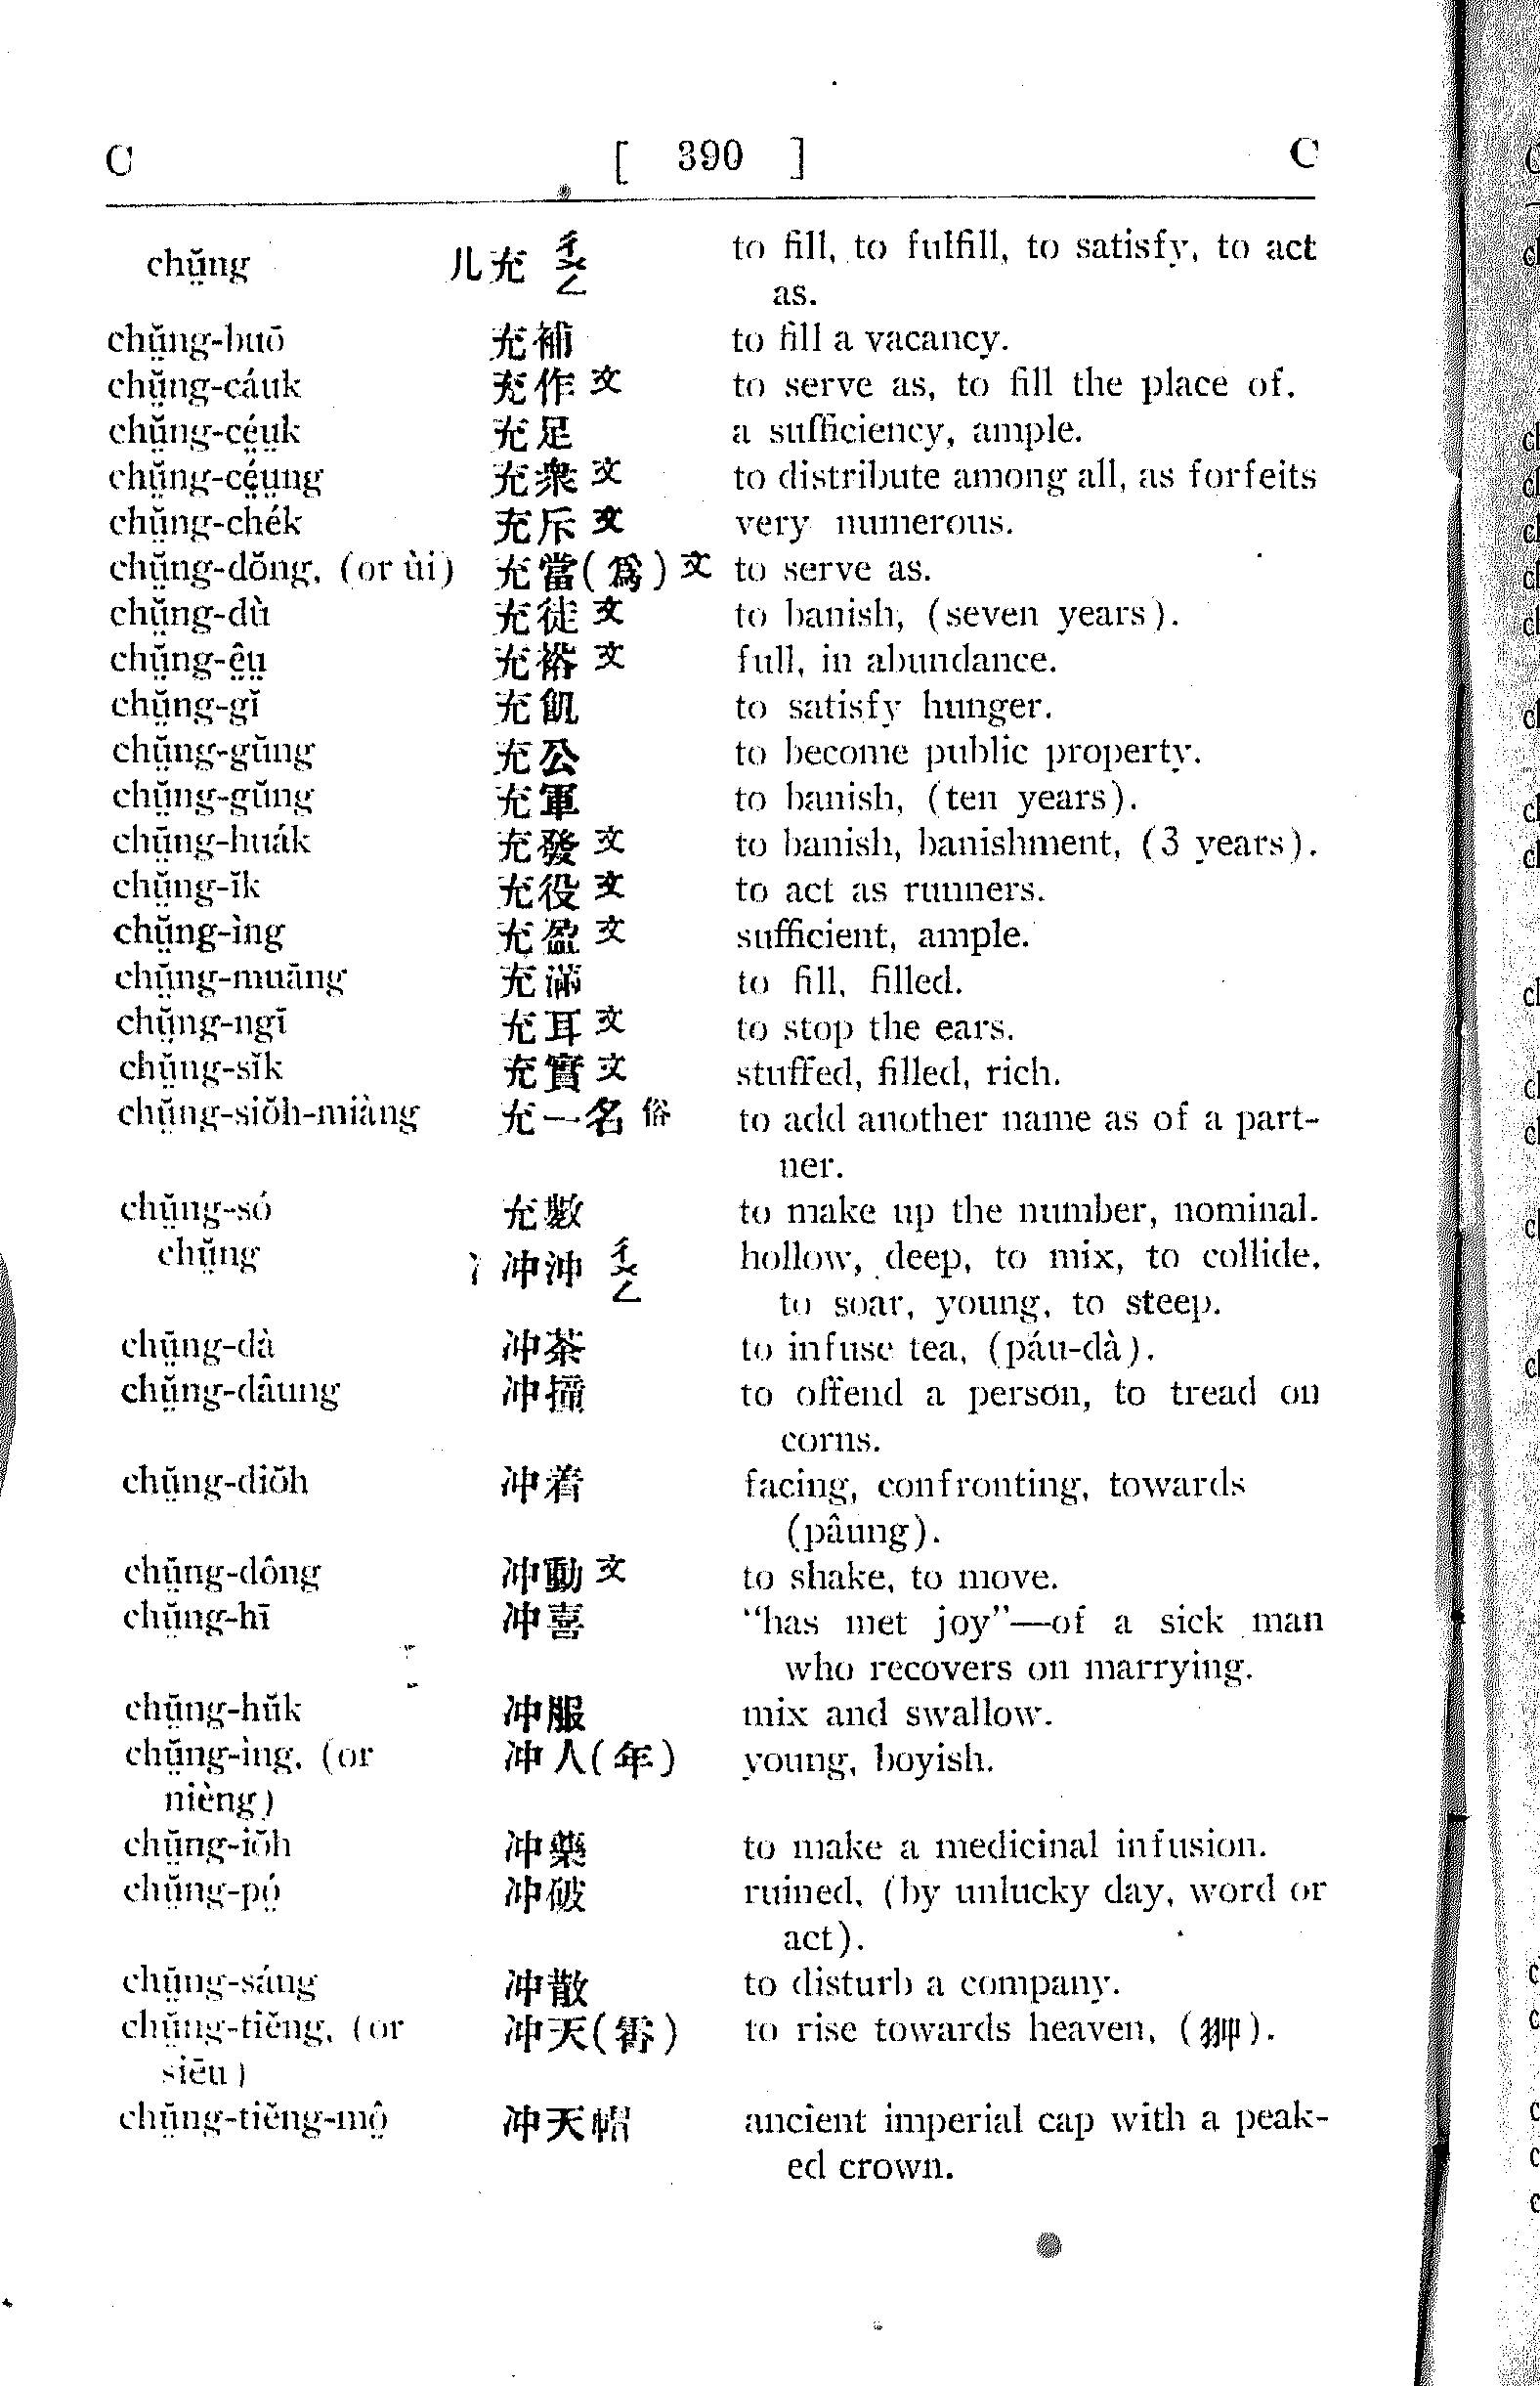 C [ 390 ] C
chṳ̆ng 儿充 ㄔㄨㄥ to fill, to fulfill, to satisfy, to act
as.
chṳ̆ng-buō 充補 to fill a vacancy.
chṳ̆ng-cáuk 充作文 to serve as, to fill the place of.
chṳ̆ng-cé̤ṳk 充足 a sufficiency, ample.
chṳ̆ng-cé̤ṳng 充衆文 to distribute among all, as forfeits
chṳ̆ng-chék 充斥文 very numerous.
chṳ̆ng-dŏng, (or ùi) 充當(爲)文 to serve as.
chṳ̆ng-dù 充徒文 to banish, (seven years).
chṳ̆ng-ê̤ṳ 充裕文 full, in abundance.
chṳ̆ng-gĭ 充飢 to satisfy hunger.
chṳ̆ng-gŭng 充公 to become public property.
chṳ̆ng-gŭng 充軍 to banish, (ten years).
chṳ̆ng-huák 充發文 to banish, banishment, (3 years).
chṳ̆ng-ĭk 充役文 to act as runners.
chṳ̆ng-ìng 充盈文 sufficient, ample.
chṳ̆ng-muāng 充滿 to fill, filled.
chṳ̆ng-ngī 充耳文 to stop the ears.
chṳ̆ng-sĭk 充實文 stuffed, filled, rich.
chṳ̆ng-siŏh-miàng 充一名俗 to add another name as of a part-
ner.
chṳ̆ng-só 充數 to make up the number, nominal.
chṳ̆ng 冫冲沖 ㄔㄨㄥ hollow, deep, to mix, to collide,
to soar, young, to steep.
chṳ̆ng-dà 冲茶 to infuse tea, (páu-dà).
chṳ̆ng-dâung 冲撞 to offend a person, to tread on
corns.
chṳ̆ng-diŏh 冲着 facing, confronting, towards
(pâung).
chṳ̆ng-dông 冲動文 to shake, to move.
chṳ̆ng-hī 冲喜 "has met joy"—of a sick man
who recovers on marrying.
chṳ̆ng-hŭk 冲服 mix and swallow.
chṳ̆ng-ìng, (or 冲人(年) young, boyish.
nièng)
chṳ̆ng-iŏh 冲藥 to make a medicinal infusion.
chṳ̆ng-pó̤ 冲破 ruined, (by unlucky day, word or
act).
chṳ̆ng-sáng 冲散 to disturb a company.
chṳ̆ng-tiĕng, (or 冲天(霄) to rise towards heaven, (翀).
siĕu)
chṳ̆ng-tiĕng-mô̤ 冲天帽 ancient imperial cap with a peak-
ed crown.